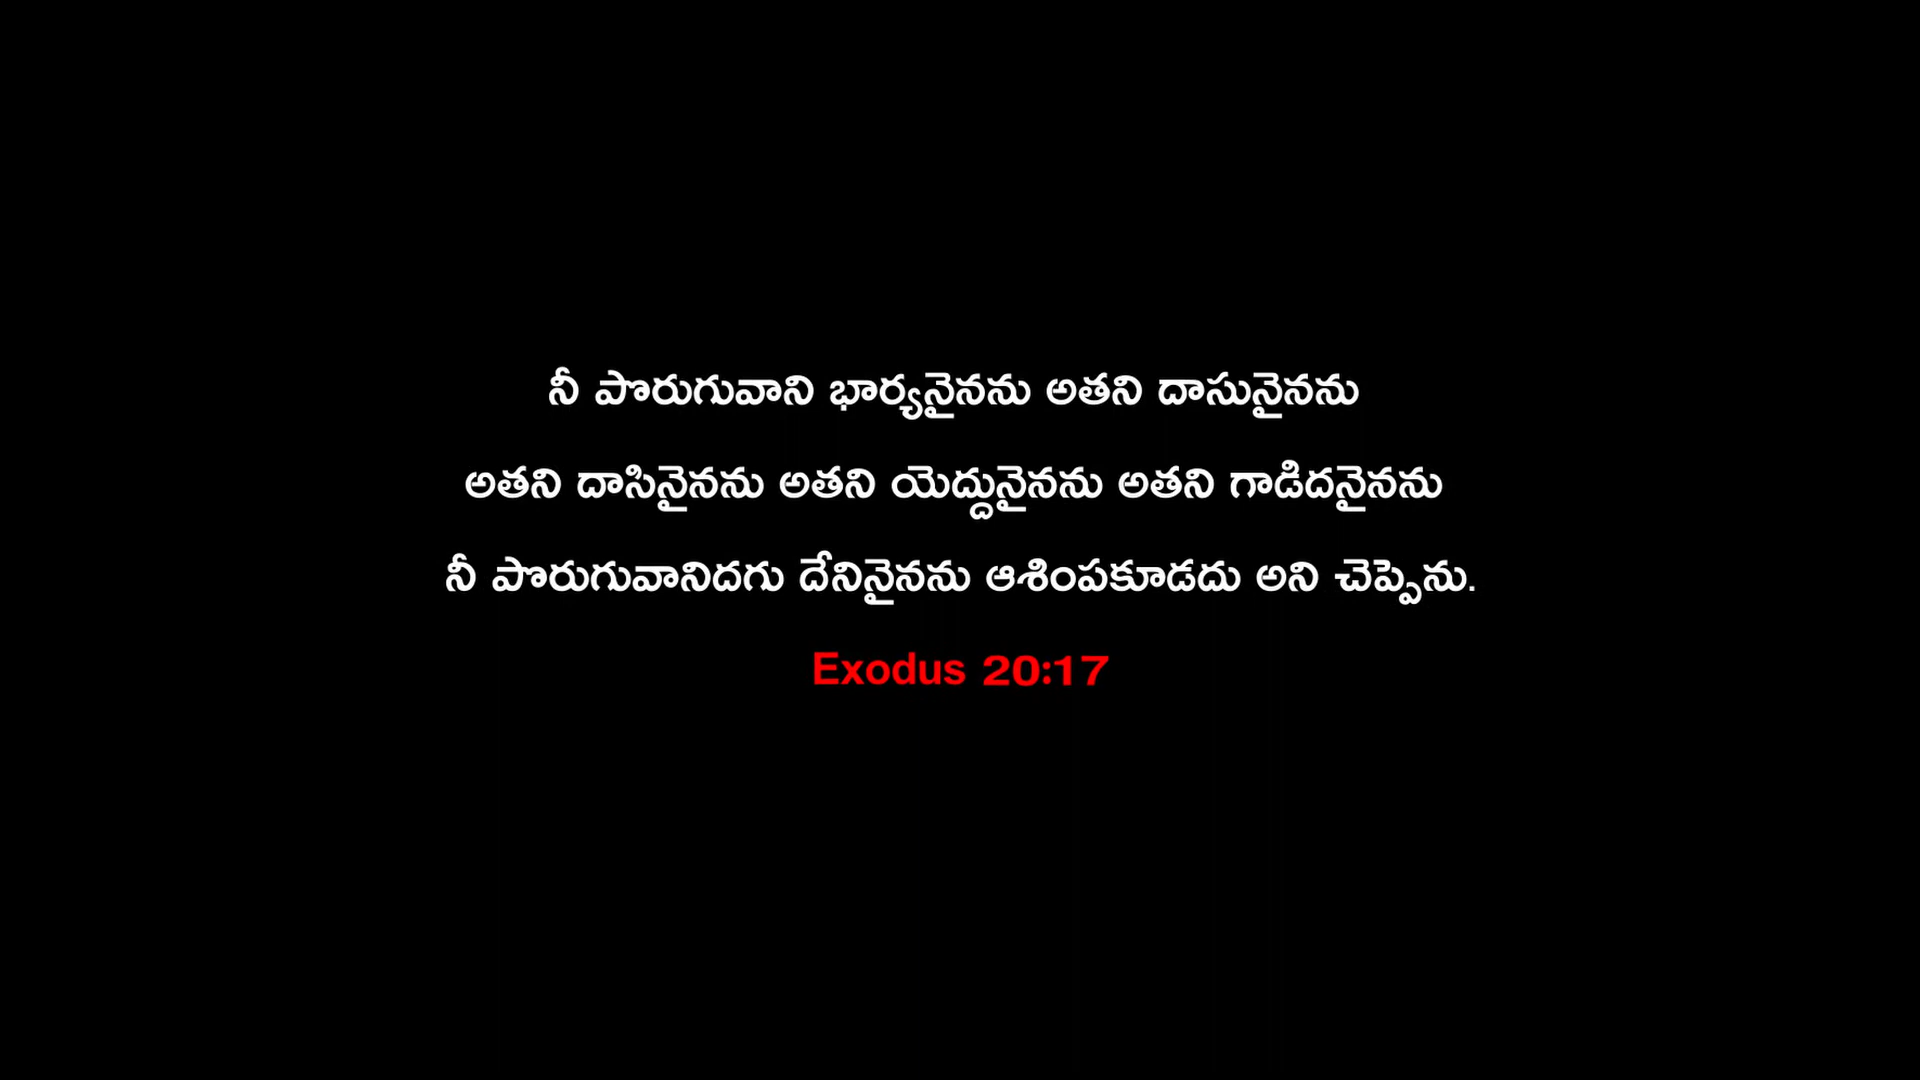 నీ పొరుగువాని భార్యనైనను అతని దాసునైనను
అతని దాసినైనను అతని యెద్దునైనను అతని గాడిదనైనను
నీ పొరుగువానిదగు దేనినైనను ఆశింపకూడదు అని చెప్పెను.
Exodus 20:17